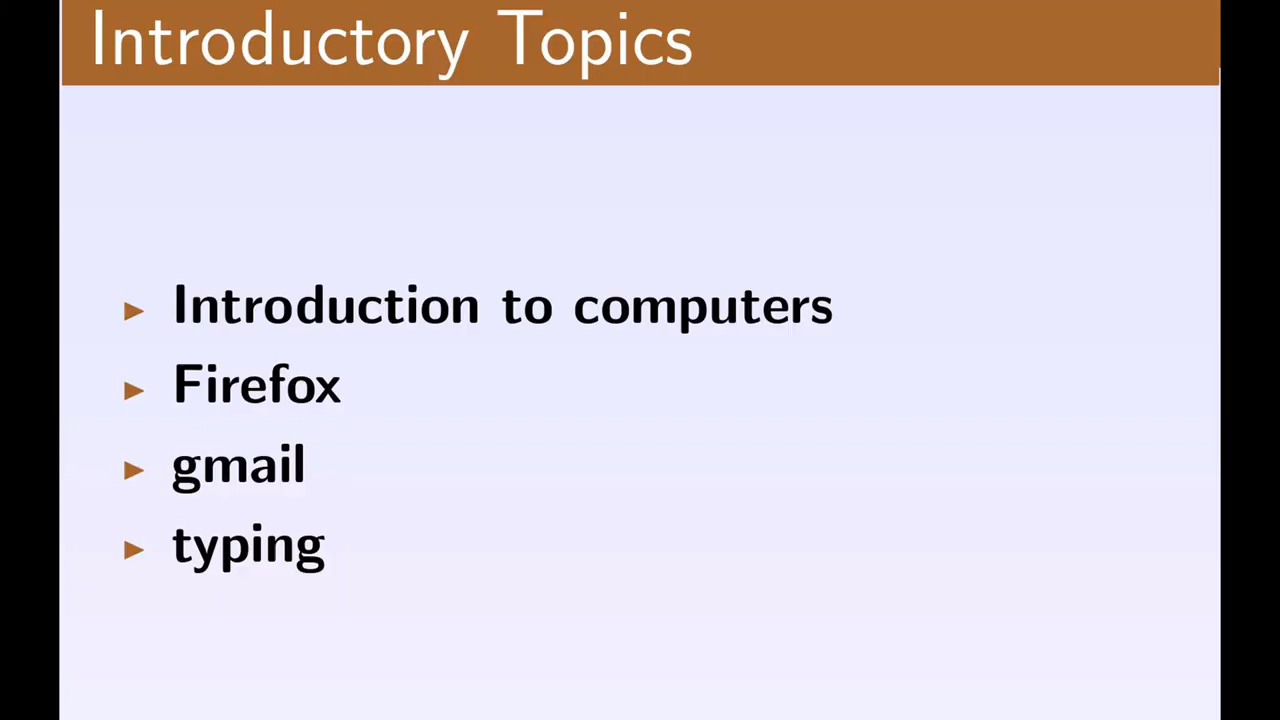 Introductory Topics
Introduction to computers
Firefox
gmail
typing